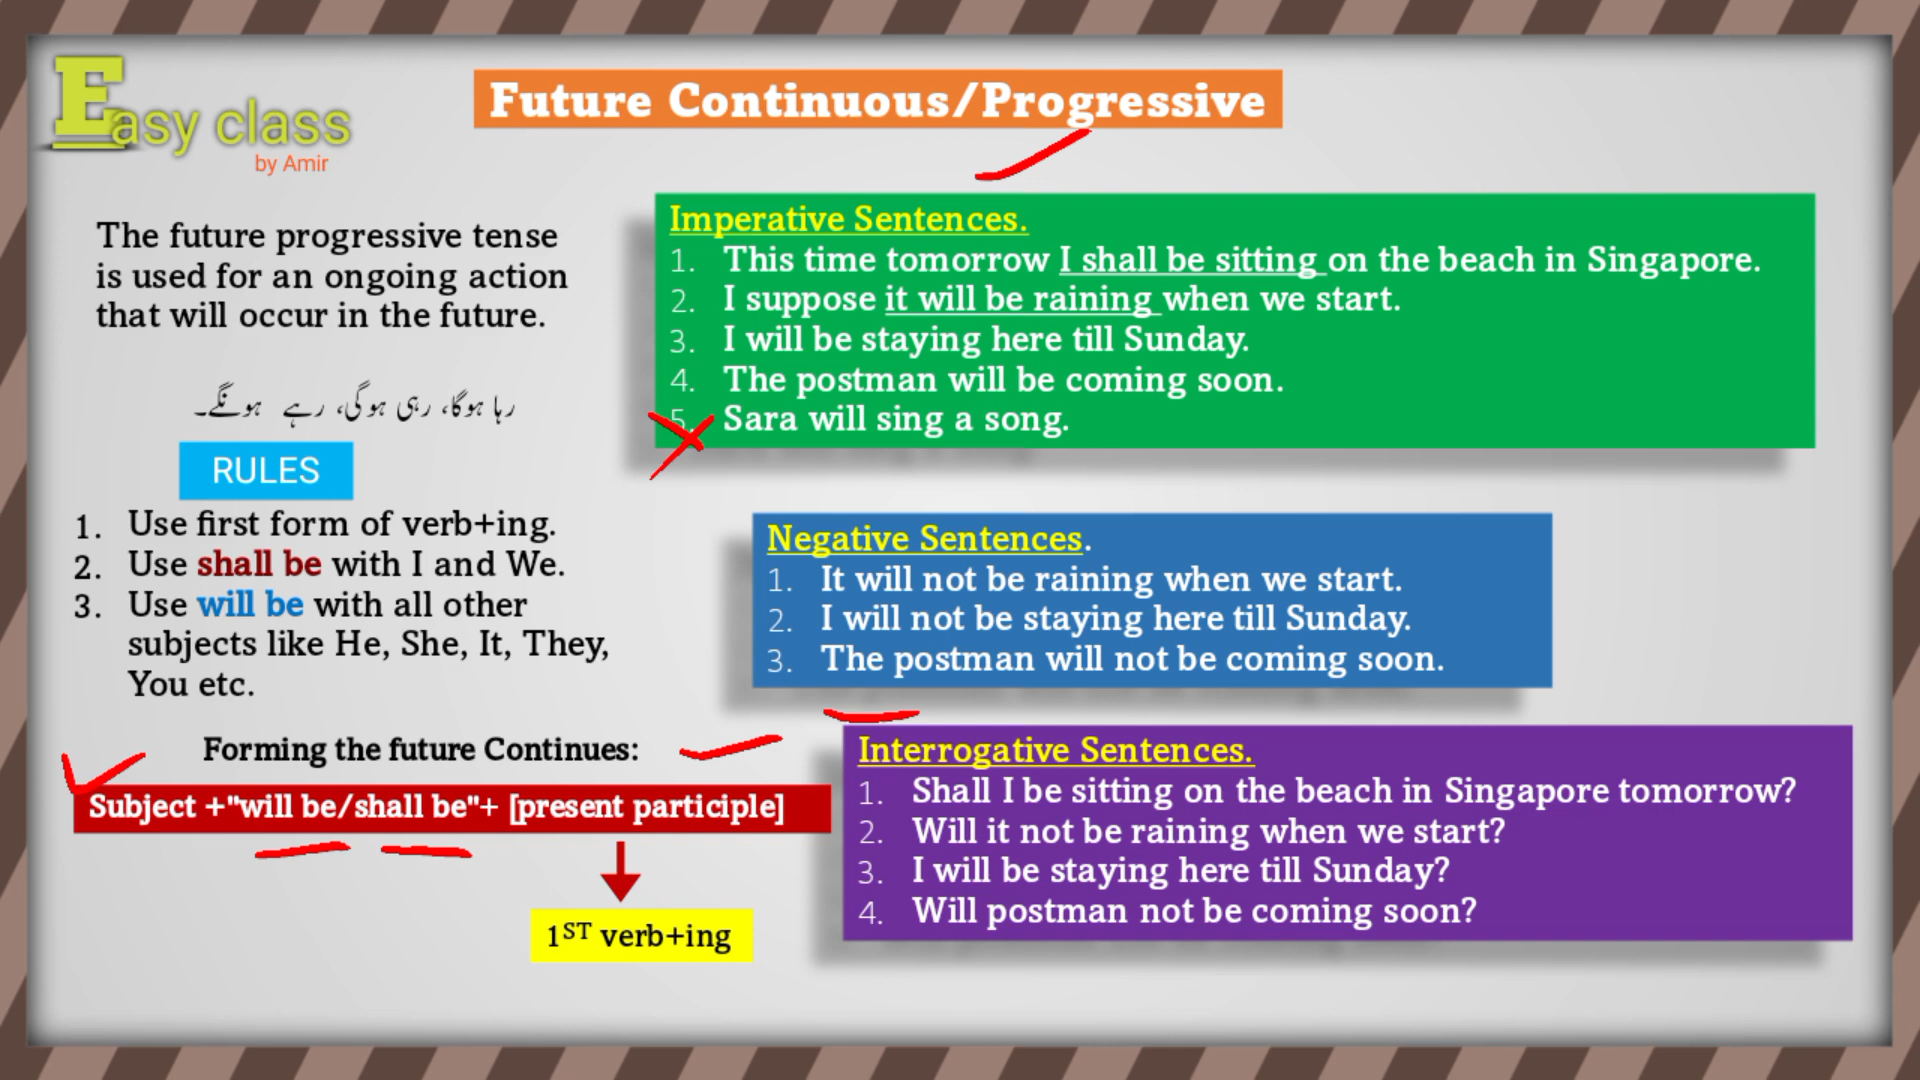 Easy class
by Amir
Future Continuous/Progressive
The future progressive tense
is used for an ongoing action
that will occur in the future.
رہا ہوگا، رہی ہوگی، رہے ہونگے۔
RULES
1. Use first form of verb+ing.
2. Use shall be with I and We.
3. Use will be with all other
subjects like He, She, It, They,
You etc.
Forming the future Continues:
Subject +"will be/shall be"+ [present participle]
1ST verb+ing
Imperative Sentences.
1. This time tomorrow I shall be sitting on the beach in Singapore.
2. I suppose it will be raining when we start.
3. I will be staying here till Sunday.
4. The postman will be coming soon.
5. Sara will sing a song.
Negative Sentences.
1. It will not be raining when we start.
2. I will not be staying here till Sunday.
3. The postman will not be coming soon.
Interrogative Sentences.
1. Shall I be sitting on the beach in Singapore tomorrow?
2. Will it not be raining when we start?
3. I will be staying here till Sunday?
4. Will postman not be coming soon?